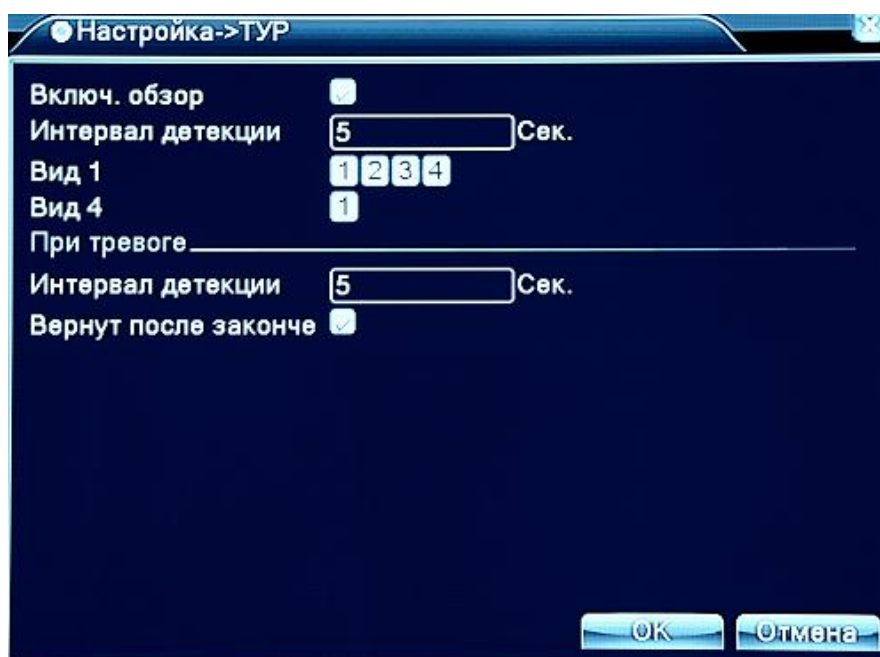 Настройка->ТУР
Включ. обзор
Интервал детекции 5 Сек.
Вид 1 1 2 3 4
Вид 4 1
При тревоге
Интервал детекции 5 Сек.
Вернут после законче
OK Отмена